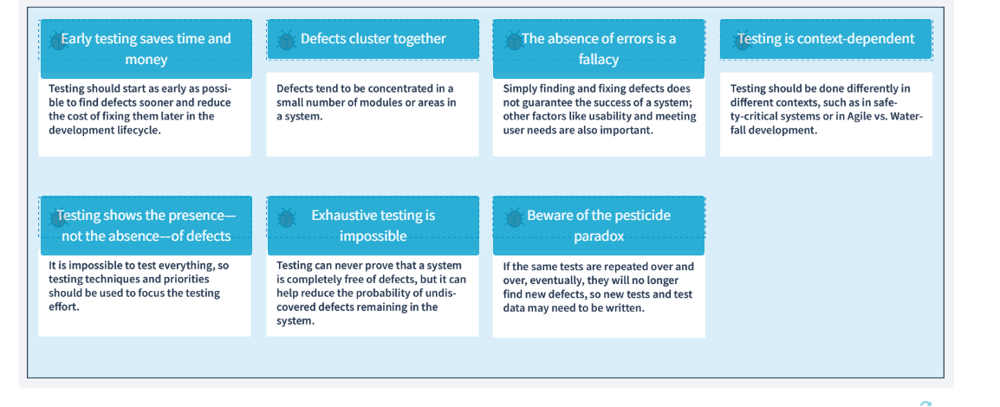 Early testing saves time and
money
Testing should start as early as possi-
ble to find defects sooner and reduce
the cost of fixing them later in the
development lifecycle.
Defects cluster together
Defects tend to be concentrated in a
small number of modules or areas in
a system.
The absence of errors is a
fallacy
Simply finding and fixing defects does
not guarantee the success of a system;
other factors like usability and meeting
user needs are also important.
Testing is context-dependent
Testing should be done differently in
different contexts, such as in safe-
ty-critical systems or in Agile vs. Water-
fall development.
Testing shows the presence—
not the absence—of defects
It is impossible to test everything, so
testing techniques and priorities
should be used to focus the testing
effort.
Exhaustive testing is
impossible
Testing can never prove that a system
is completely free of defects, but it can
help reduce the probability of undis-
covered defects remaining in the
system.
Beware of the pesticide
paradox
If the same tests are repeated over and
over, eventually, they will no longer
find new defects, so new tests and test
data may need to be written.